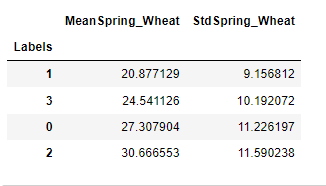 MeanSpring_Wheat StdSpring_Wheat
Labels
1 20.877129 9.156812
3 24.541126 10.192072
0 27.307904 11.226197
2 30.666553 11.590238